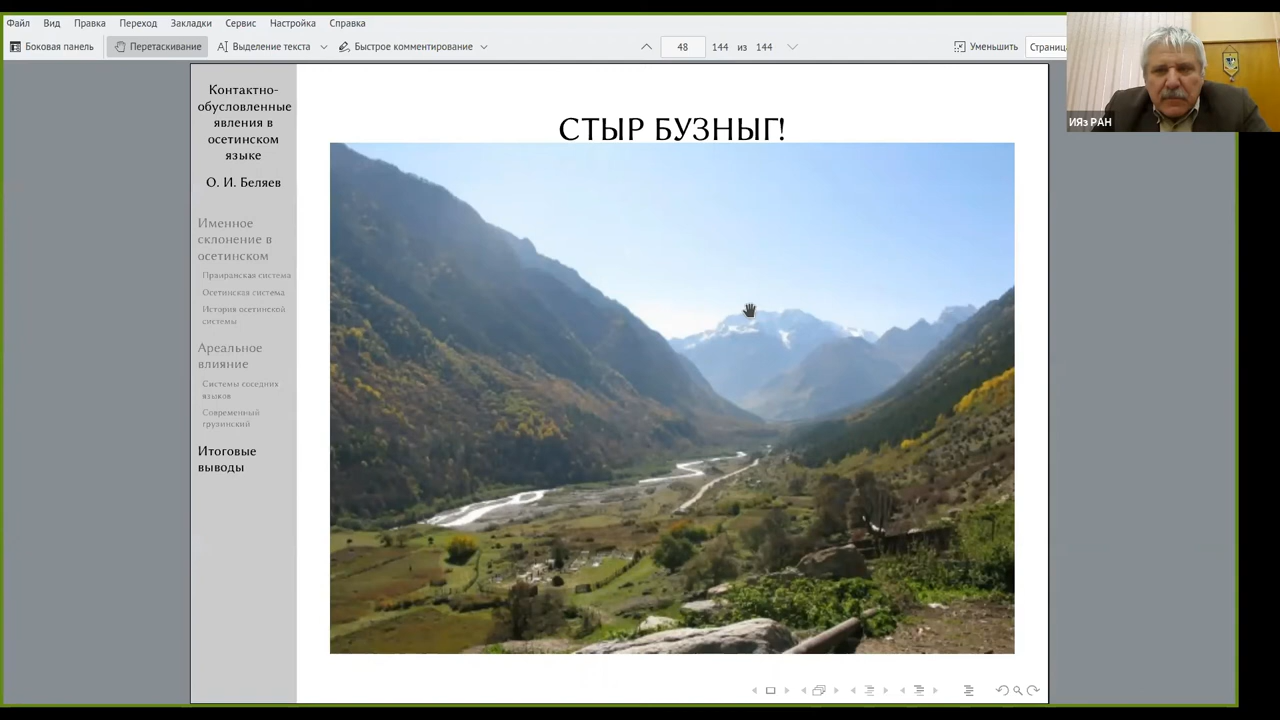 Файл Вид Правка Переход Закладки Сервис Настройка Справка
Боковая панель Перетаскивание Выделение текста Быстрое комментирование 48 144 из 144 Уменьшить Страница
ИЯз РАН
Контактно-
обусловленные
явления в
осетинском
языке
О. И. Беляев
Именное
склонение в
осетинском
Праиранская система
Осетинская система
История осетинской
системы
Ареальное
влияние
Системы соседних
языков
Современный
грузинский
Итоговые
выводы
СТЫР БУЗНЫГ!